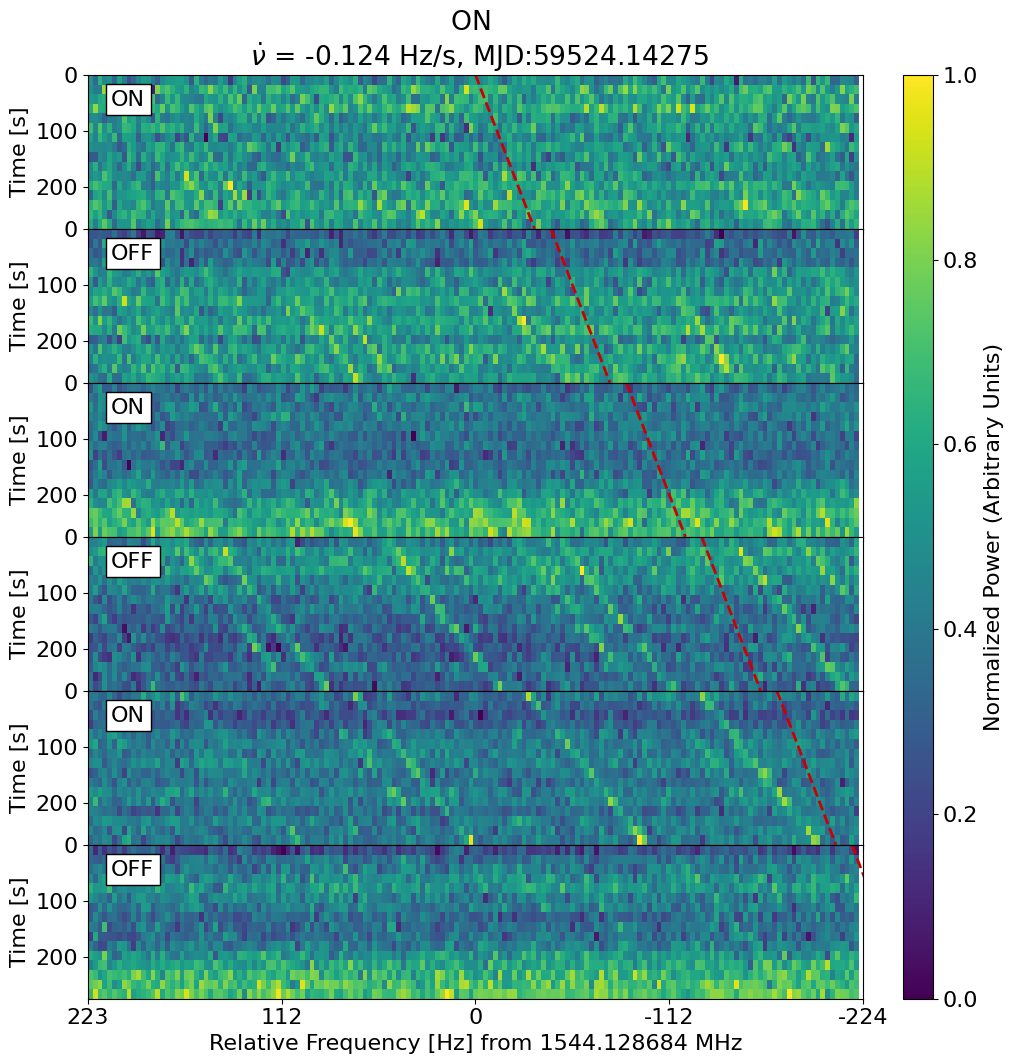 ON
ν̇ = -0.124 Hz/s, MJD:59524.14275
Time [s]
0
100
200
ON
Time [s]
0
100
200
OFF
Time [s]
0
100
200
ON
Time [s]
0
100
200
OFF
Time [s]
0
100
200
ON
Time [s]
0
100
200
OFF
223 112 0 -112 -224
Relative Frequency [Hz] from 1544.128684 MHz
1.0
0.8
0.6
0.4
0.2
0.0
Normalized Power (Arbitrary Units)